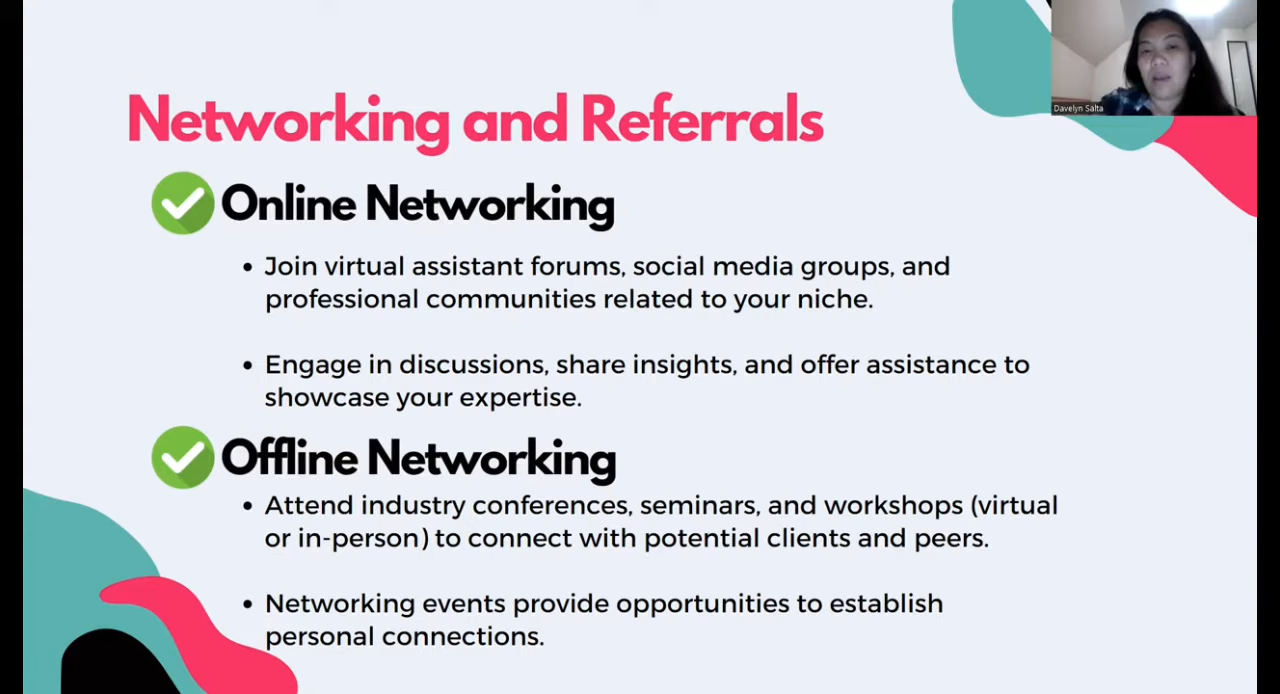 Davelyn Salta
Networking and Referrals
Online Networking
• Join virtual assistant forums, social media groups, and
professional communities related to your niche.
• Engage in discussions, share insights, and offer assistance to
showcase your expertise.
Offline Networking
• Attend industry conferences, seminars, and workshops (virtual
or in-person) to connect with potential clients and peers.
• Networking events provide opportunities to establish
personal connections.